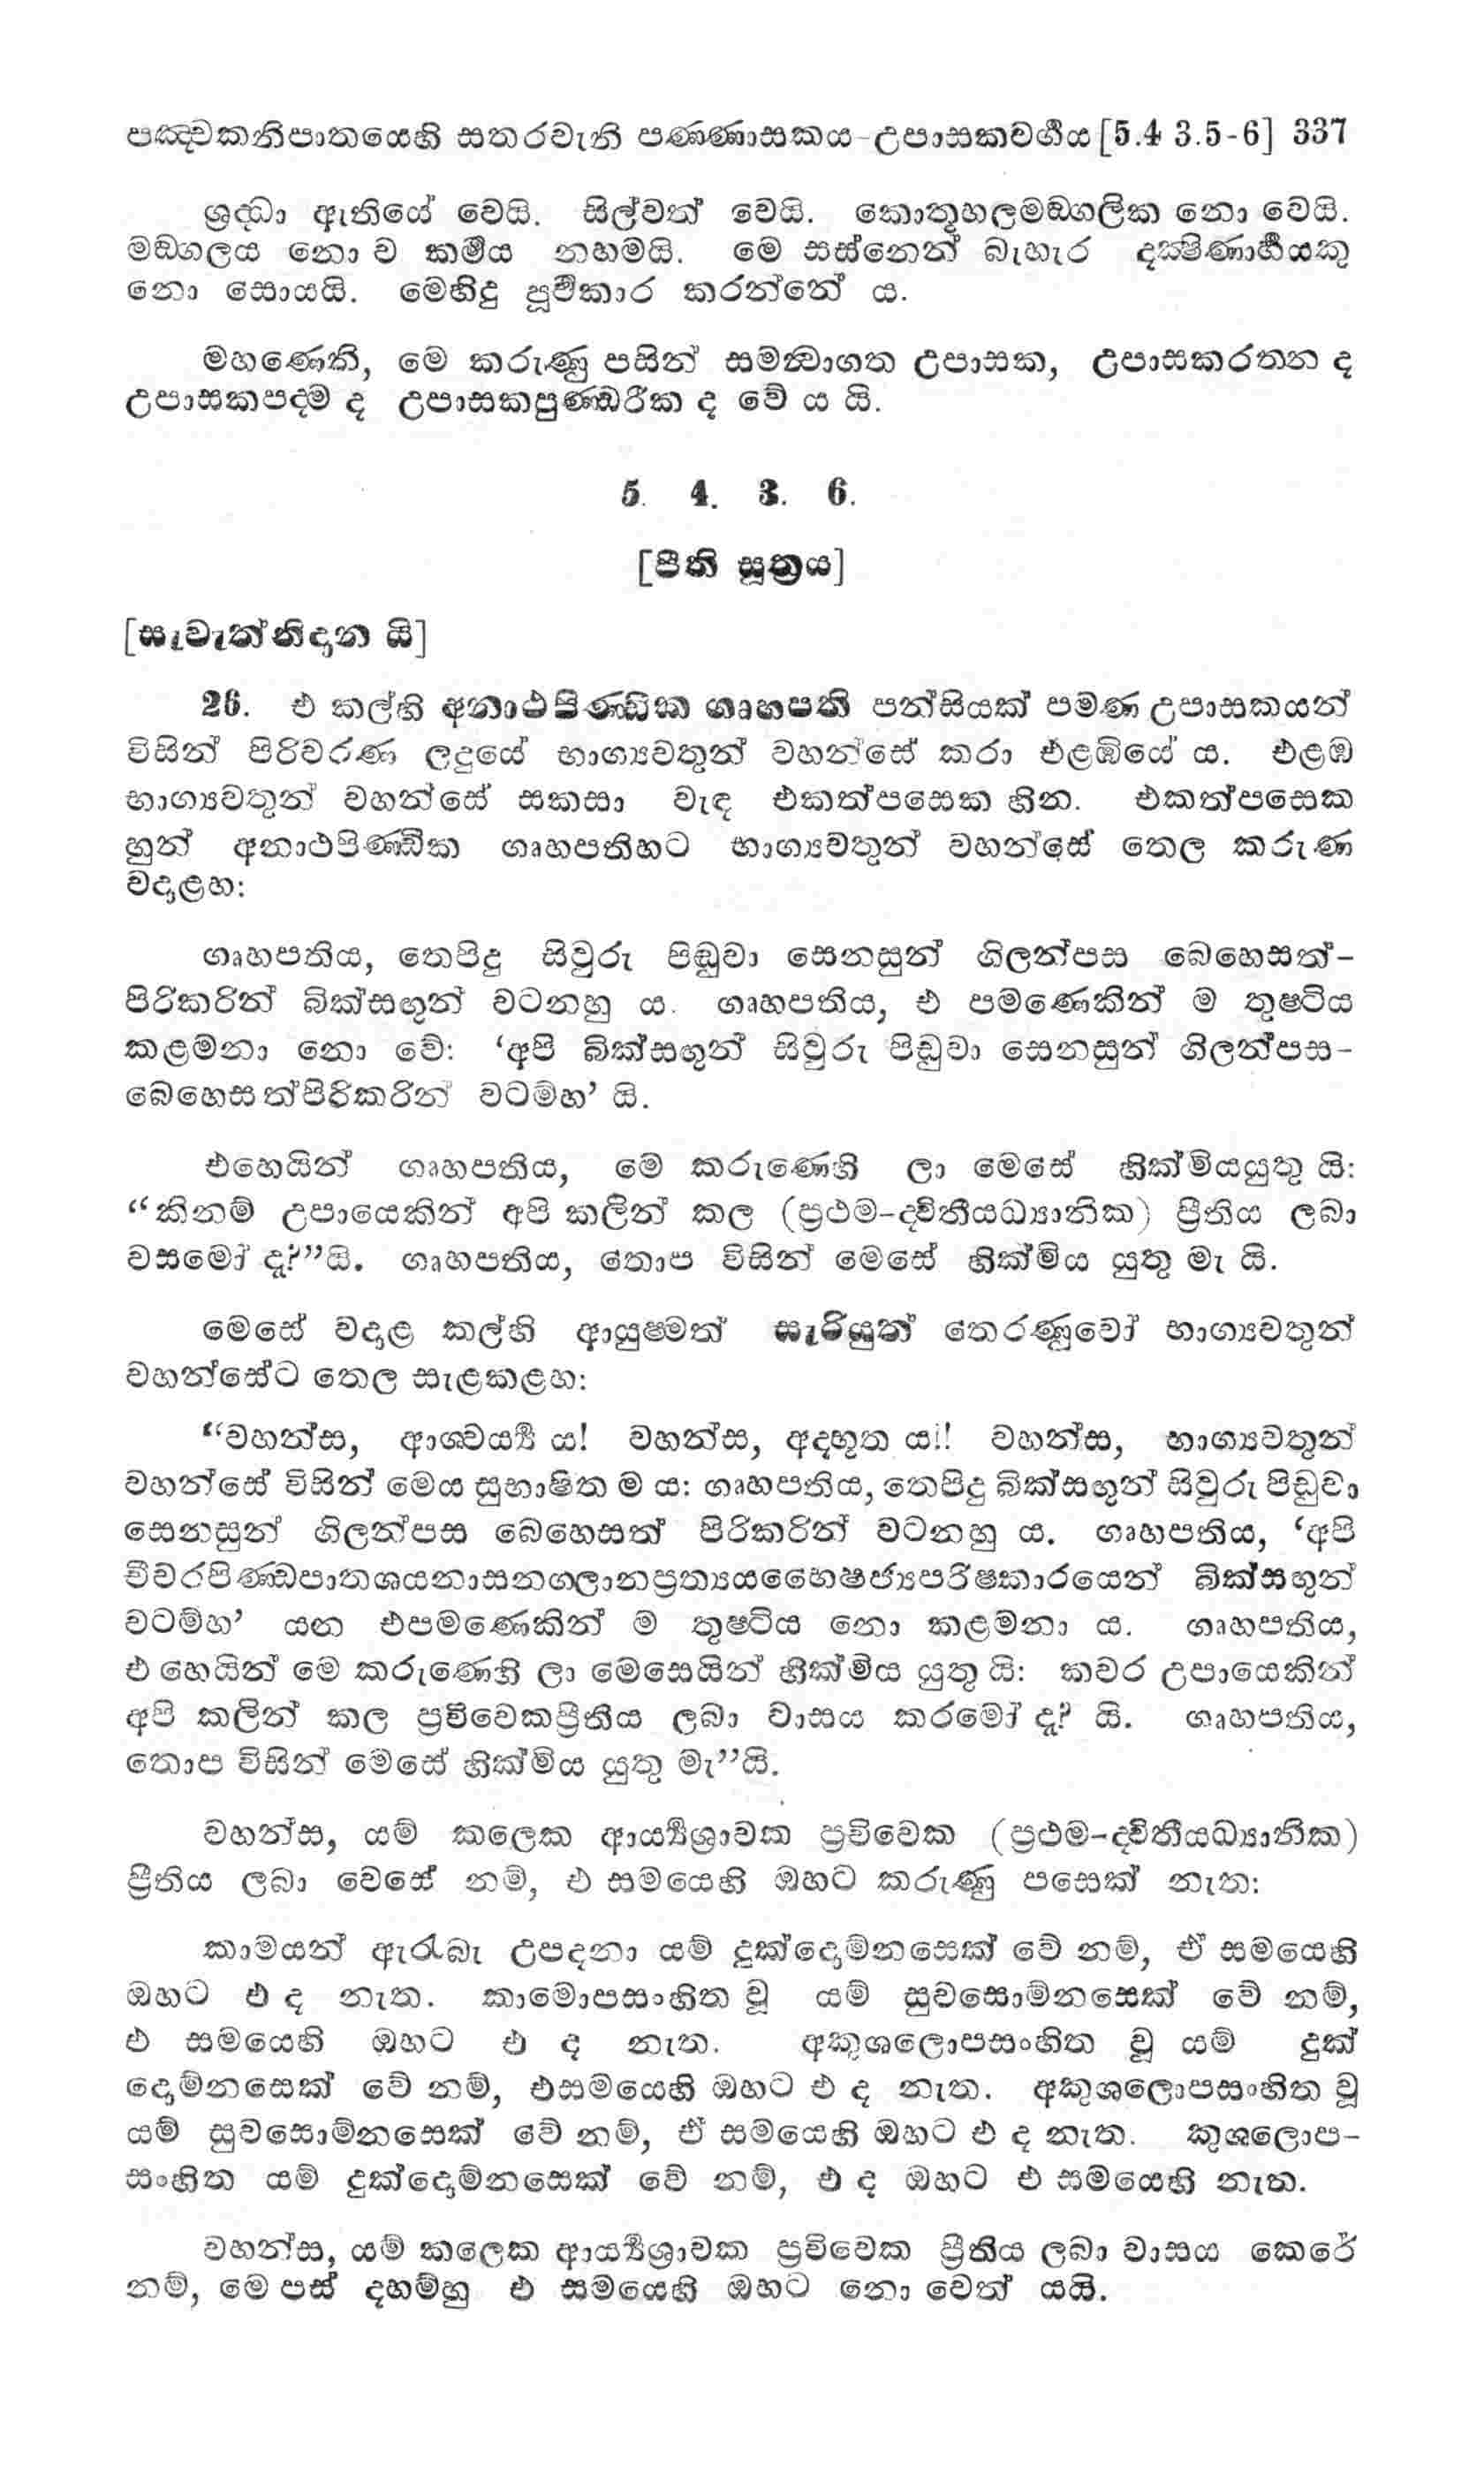 පඤ්චකනිපාතයෙහි සතරවැනි පණ්ණාසකය-උපාසකවර්ගය [5.4 3.5-6] 337
ශ්‍රද්ධා ඇතියේ වෙයි. සිල්වත් වෙයි. කොතූහලමඞ්ගලික නො වෙයි.
මඞ්ගලය නො ව කර්මය නහමයි. මෙ සස්නෙන් බැහැර දක්ෂිණාර්හයකු
නො සොයයි. මෙහිදු පූර්වකාර කරන්නේ ය.
මහණෙනි, මෙ කරුණු පසින් සමන්වාගත උපාසක, උපාසකරත්න ද
උපාසකපද්ම ද උපාසකපුණ්ඩරීක ද වේ ය යි.
5. 4. 3. 6.
[පීති සූත්‍රය]
[සැවැත්නිදාන යි]
26. එ කල්හි අනාථපිණ්ඩික ගෘහපති පන්සියක් පමණ උපාසකයන්
විසින් පිරිවරණ ලදුයේ භාග්‍යවතුන් වහන්සේ කරා එළඹියේ ය. එළඹ
භාග්‍යවතුන් වහන්සේ සකසා වැඳ එකත්පසෙක හින. එකත්පසෙක
හුන් අනාථපිණ්ඩික ගෘහපතිහට භාග්‍යවතුන් වහන්සේ තෙල කරුණ
වදාළහ:
ගෘහපතිය, තෙපිදු සිවුරු පිඬුවා සෙනසුන් ගිලන්පස බෙහෙසත්-
පිරිකරින් බික්සඟුන් වටනහු ය. ගෘහපතිය, එ පමණෙකින් ම තුෂ්ටිය
කළමනා නො වේ: ‘අපි බික්සඟුන් සිවුරු පිඬුවා සෙනසුන් ගිලන්පස-
බෙහෙසත්පිරිකරින් වටම්හ’ යි.
එහෙයින් ගෘහපතිය, මෙ කරුණෙහි ලා මෙසේ හික්මියයුතු යි:
“කිනම් උපායෙකින් අපි කලින් කල (ප්‍රථම-ද්විතීයධ්‍යානික) ප්‍රීතිය ලබා
වසමෝ ද?”යි. ගෘහපතිය, තොප විසින් මෙසේ හික්මිය යුතු මැ යි.
මෙසේ වදාළ කල්හි ආයුෂ්මත් සැරියුත් තෙරණුවෝ භාග්‍යවතුන්
වහන්සේට තෙල සැළකළහ:
“වහන්ස, ආශ්චර්‍ය්‍ය ය! වහන්ස, අද්භූත ය!! වහන්ස, භාග්‍යවතුන්
වහන්සේ විසින් මෙය සුභාෂිත ම ය: ගෘහපතිය, තෙපිදු බික්සඟුන් සිවුරු පිඬුවා
සෙනසුන් ගිලන්පස බෙහෙසත් පිරිකරින් වටනහු ය. ගෘහපතිය, ‘අපි
චීවරපිණ්ඩපාතශයනාසනගලානප්‍රත්‍යයභෛෂජ්‍යපරිෂ්කාරයෙන් බික්සඟුන්
වටම්හ’ යන එපමණෙකින් ම තුෂ්ටිය නො කළමනා ය. ගෘහපතිය,
එ හෙයින් මෙ කරුණෙහි ලා මෙසෙයින් හික්මිය යුතු යි: කවර උපායෙකින්
අපි කලින් කල ප්‍රවිවෙකප්‍රීතිය ලබා වාසය කරමෝ ද? යි. ගෘහපතිය,
තොප විසින් මෙසේ හික්මිය යුතු මැ”යි.
වහන්ස, යම් කලෙක ආර්‍ය්‍යශ්‍රාවක ප්‍රවිවෙක (ප්‍රථම-ද්විතීයධ්‍යානික)
ප්‍රීතිය ලබා වෙසේ නම්, එ සමයෙහි ඔහට කරුණු පසෙක් නැත:
කාමයන් ඇරැබැ උපදනා යම් දුක්දොම්නසෙක් වේ නම්, ඒ සමයෙහි
ඔහට එ ද නැත. කාමොපසංහිත වූ යම් සුවසොම්නසෙක් වේ නම්,
එ සමයෙහි ඔහට එ ද නැත. අකුශලොපසංහිත වූ යම් දුක්
දොම්නසෙක් වේ නම්, එසමයෙහි ඔහට එ ද නැත. අකුශලොපසංහිත වූ
යම් සුවසොම්නසෙක් වේ නම්, ඒ සමයෙහි ඔහට එ ද නැත. කුශලොප-
සංහිත යම් දුක්දොම්නසෙක් වේ නම්, එ ද ඔහට එ සමයෙහි නැත.
වහන්ස, යම් කලෙක ආර්‍ය්‍යශ්‍රාවක ප්‍රවිවෙක ප්‍රීතිය ලබා වාසය කෙරේ
නම්, මෙ පස් දහම්හු එ සමයෙහි ඔහට නො වෙත් යයි.